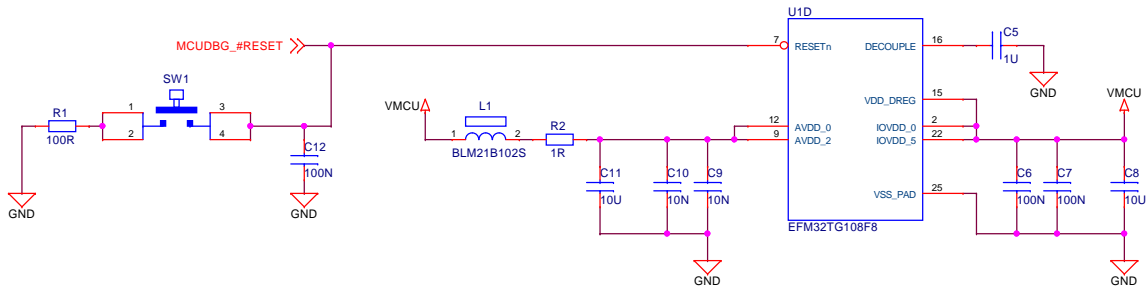 U1D
MCUDBG_#RESET
7
RESETn
DECOUPLE
16
C5
1U
GND
SW1
R1
100R
1
2
3
4
C12
100N
GND
GND
VMCU
L1
1
2
BLM21B102S
R2
1R
12
AVDD_0
9
AVDD_2
C11
10U
C10
10N
C9
10N
GND
VDD_DREG
15
IOVDD_0
2
IOVDD_5
22
VSS_PAD
25
EFM32TG108F8
VMCU
C6
100N
C7
100N
C8
10U
GND